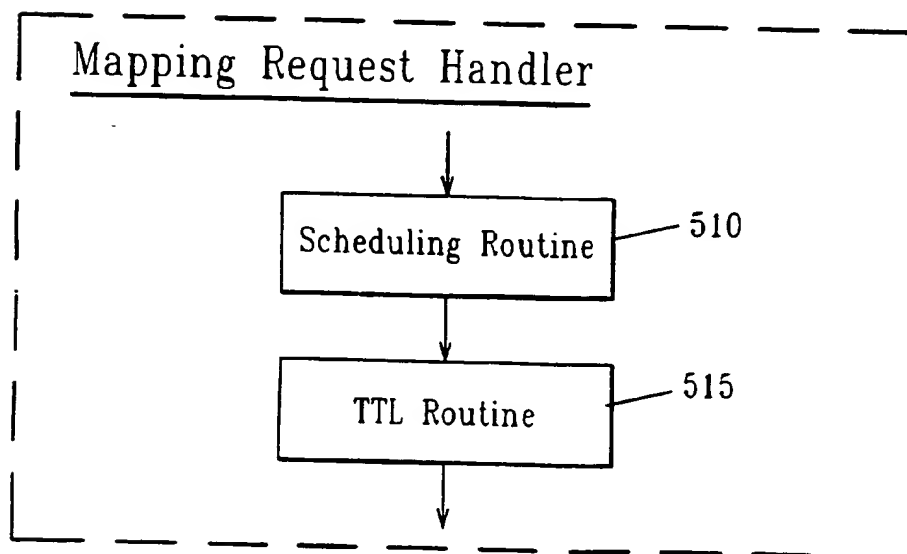 Mapping Request Handler
Scheduling Routine
510
TTL Routine
515